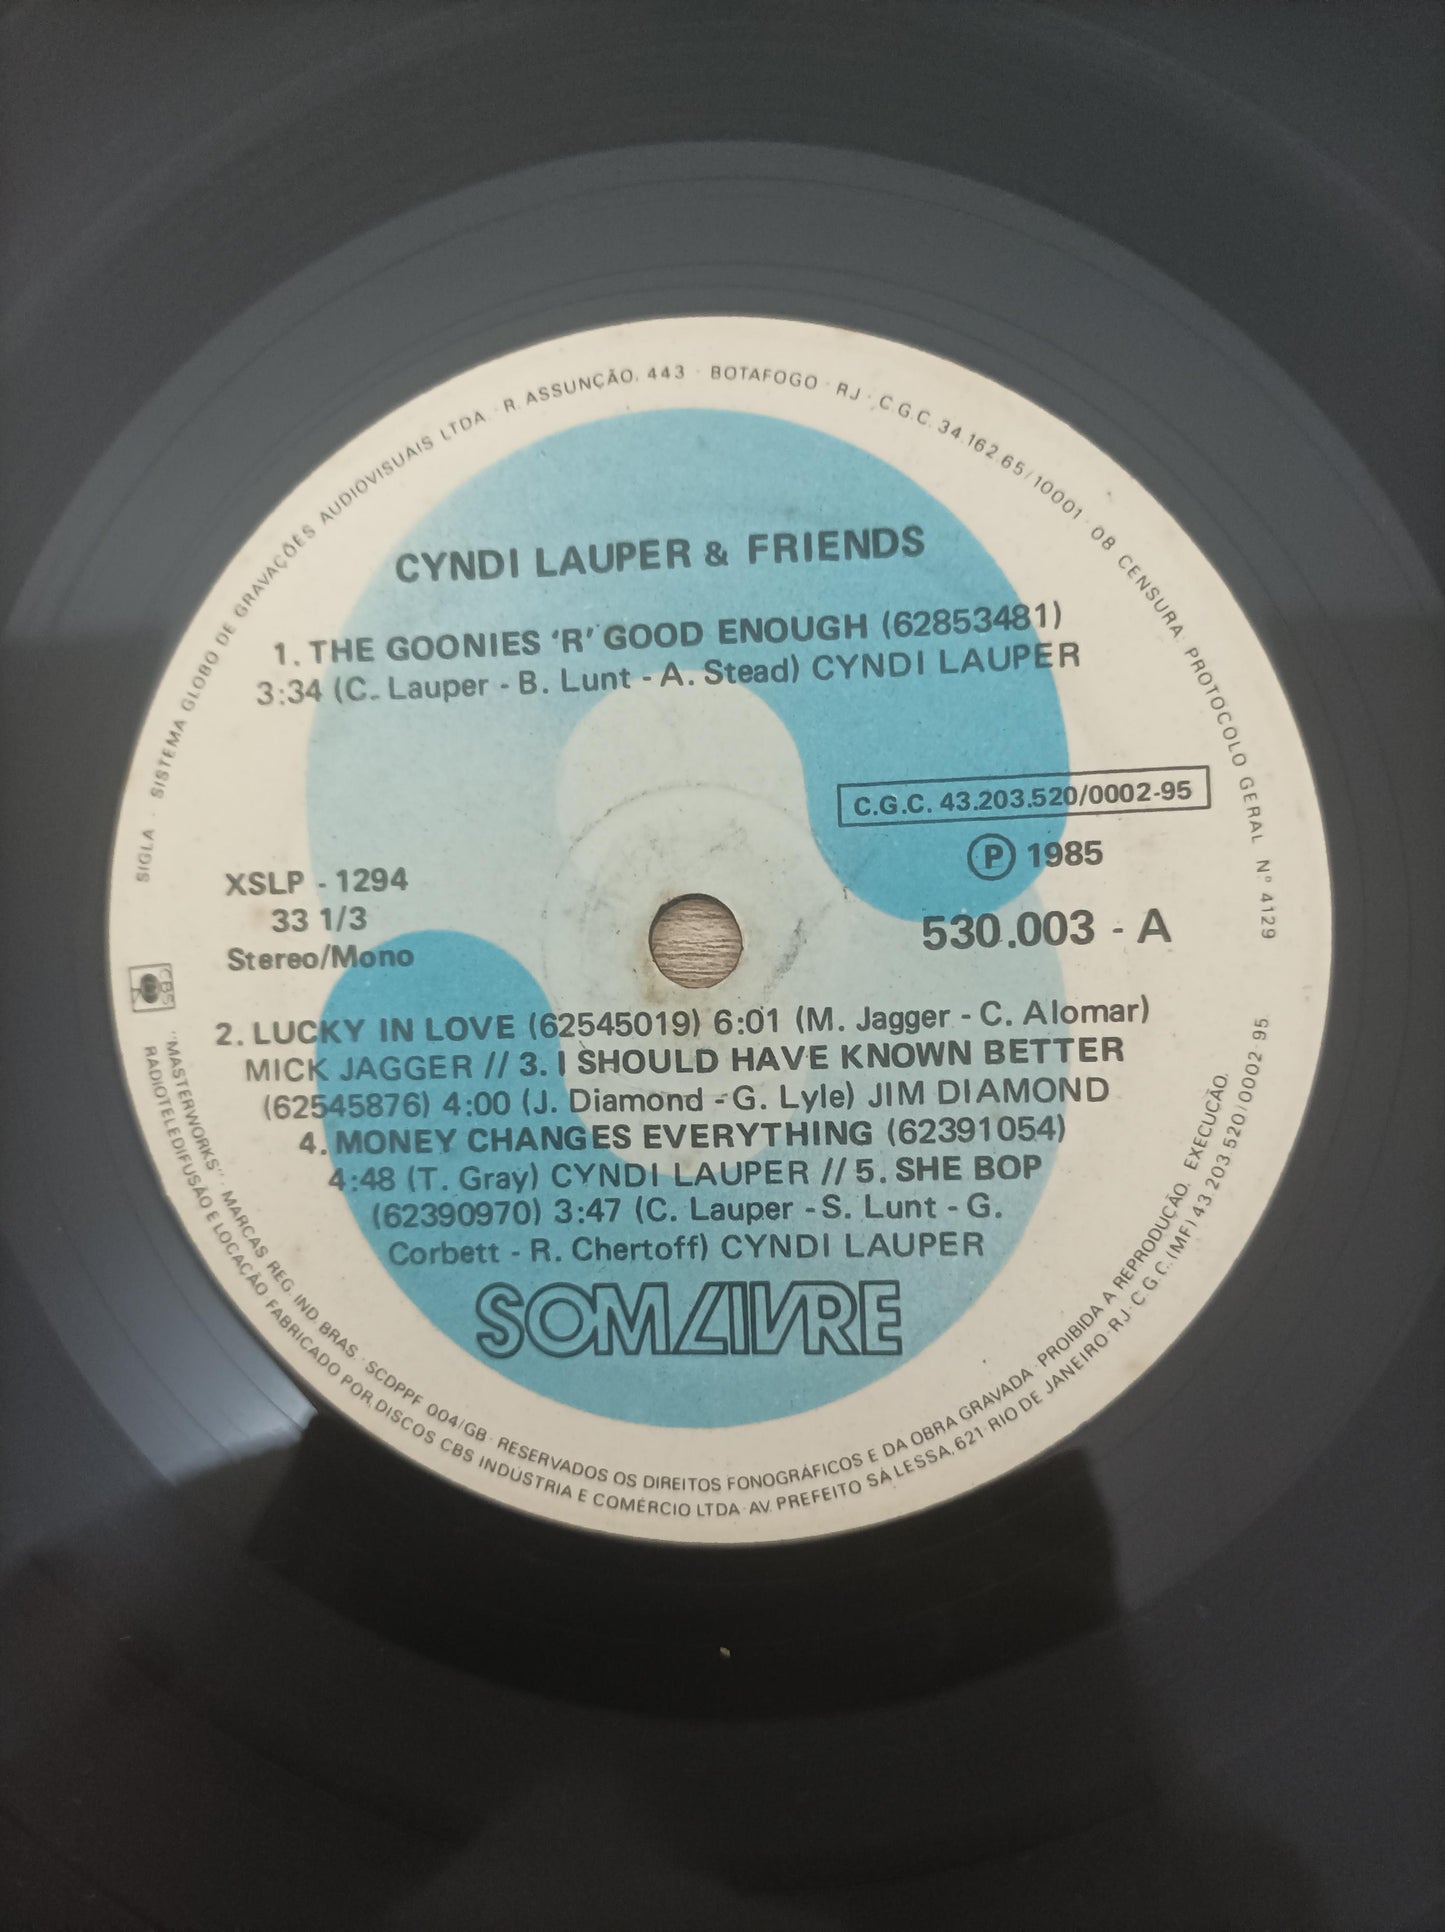 SIGLA · SISTEMA GLOBO DE GRAVAÇÕES AUDIOVISUAIS LTDA · R. ASSUNÇÃO, 443 · BOTAFOGO · RJ · C.G.C. 34.162.65/10001 · 08 CENSURA: PROTOCOLO GERAL Nº 4129
CYNDI LAUPER & FRIENDS
1. THE GOONIES 'R' GOOD ENOUGH (62853481)
3:34 (C. Lauper - B. Lunt - A. Stead) CYNDI LAUPER
C.G.C. 43.203.520/0002-95
Ⓟ 1985
530.003 - A
XSLP - 1294
33 1/3
Stereo/Mono
CBS
2. LUCKY IN LOVE (62545019) 6:01 (M. Jagger - C. Alomar)
MICK JAGGER // 3. I SHOULD HAVE KNOWN BETTER
(62545876) 4:00 (J. Diamond - G. Lyle) JIM DIAMOND
4. MONEY CHANGES EVERYTHING (62391054)
4:48 (T. Gray) CYNDI LAUPER // 5. SHE BOP
(62390970) 3:47 (C. Lauper - S. Lunt - G.
Corbett - R. Chertoff) CYNDI LAUPER
SOM LIVRE
"MASTERWORKS" · MARCAS REG. IND. BRAS. · SCDPPF 004/GB · RESERVADOS OS DIREITOS FONOGRÁFICOS E DA OBRA GRAVADA · PROIBIDA A REPRODUÇÃO, EXECUÇÃO,
RADIOTELEDIFUSÃO E LOCAÇÃO. FABRICADO POR DISCOS CBS INDÚSTRIA E COMÉRCIO LTDA · AV. PREFEITO SÁ LESSA, 621 · RIO DE JANEIRO · RJ · C.G.C. (MF) 43.203.520/0002 95